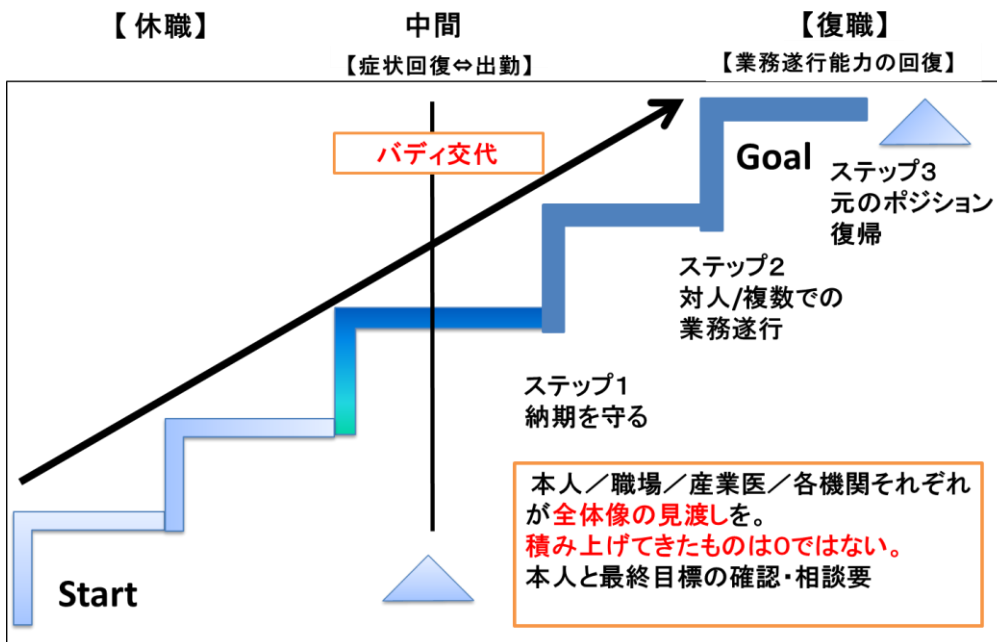 【休職】
中間
【復職】
【症状回復⇔出勤】
【業務遂行能力の回復】
バディ交代
Goal
ステップ3
元のポジション
復帰
ステップ2
対人/複数での
業務遂行
ステップ1
納期を守る
本人／職場／産業医／各機関それぞれ
が全体像の見渡しを。
積み上げてきたものは0ではない。
本人と最終目標の確認・相談要
Start